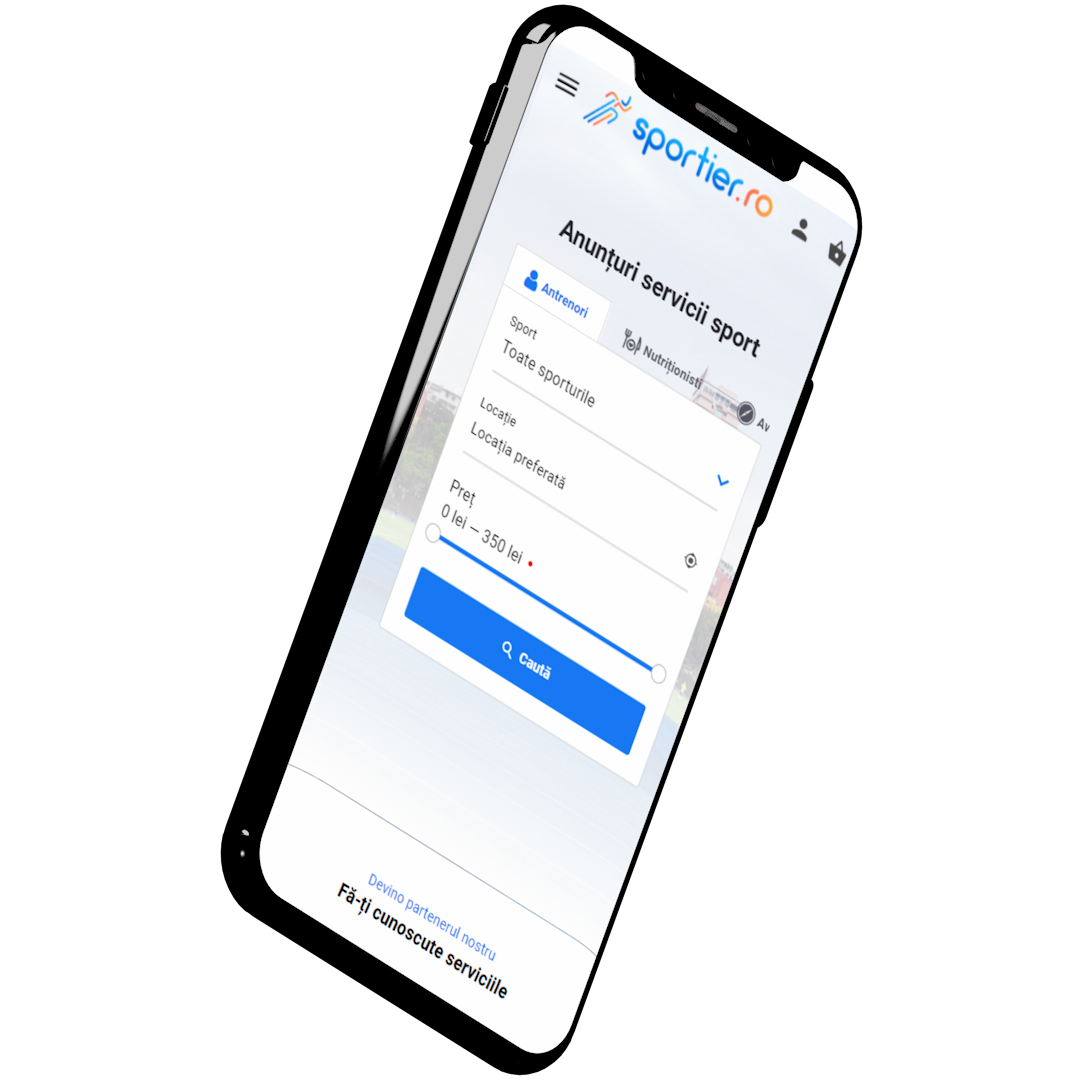 sportier.ro
Anunțuri servicii sport
Antrenori
Nutriționisti
Av
Sport
Toate sporturile
Locație
Locația preferată
Preț
0 lei – 350 lei
Caută
Devino partenerul nostru
Fă-ți cunoscute serviciile